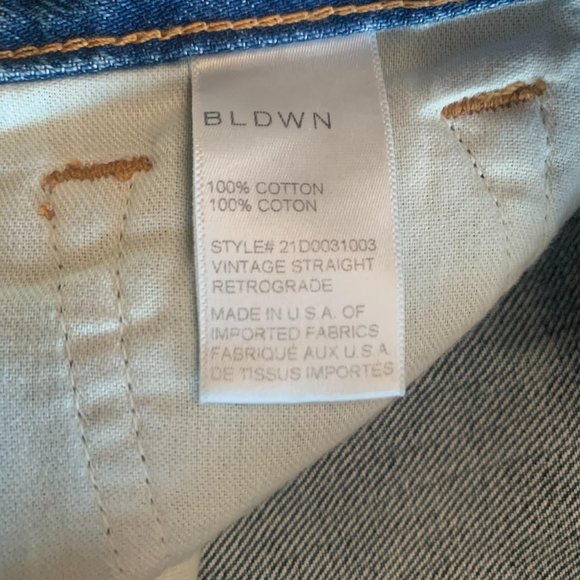 BLDWN
100% COTTON
100% COTON
STYLE# 21D0031003
VINTAGE STRAIGHT
RETROGRADE
MADE IN U.S.A. OF
IMPORTED FABRICS
FABRIQUÉ AUX U.S.A
DE TISSUS IMPORTÉS